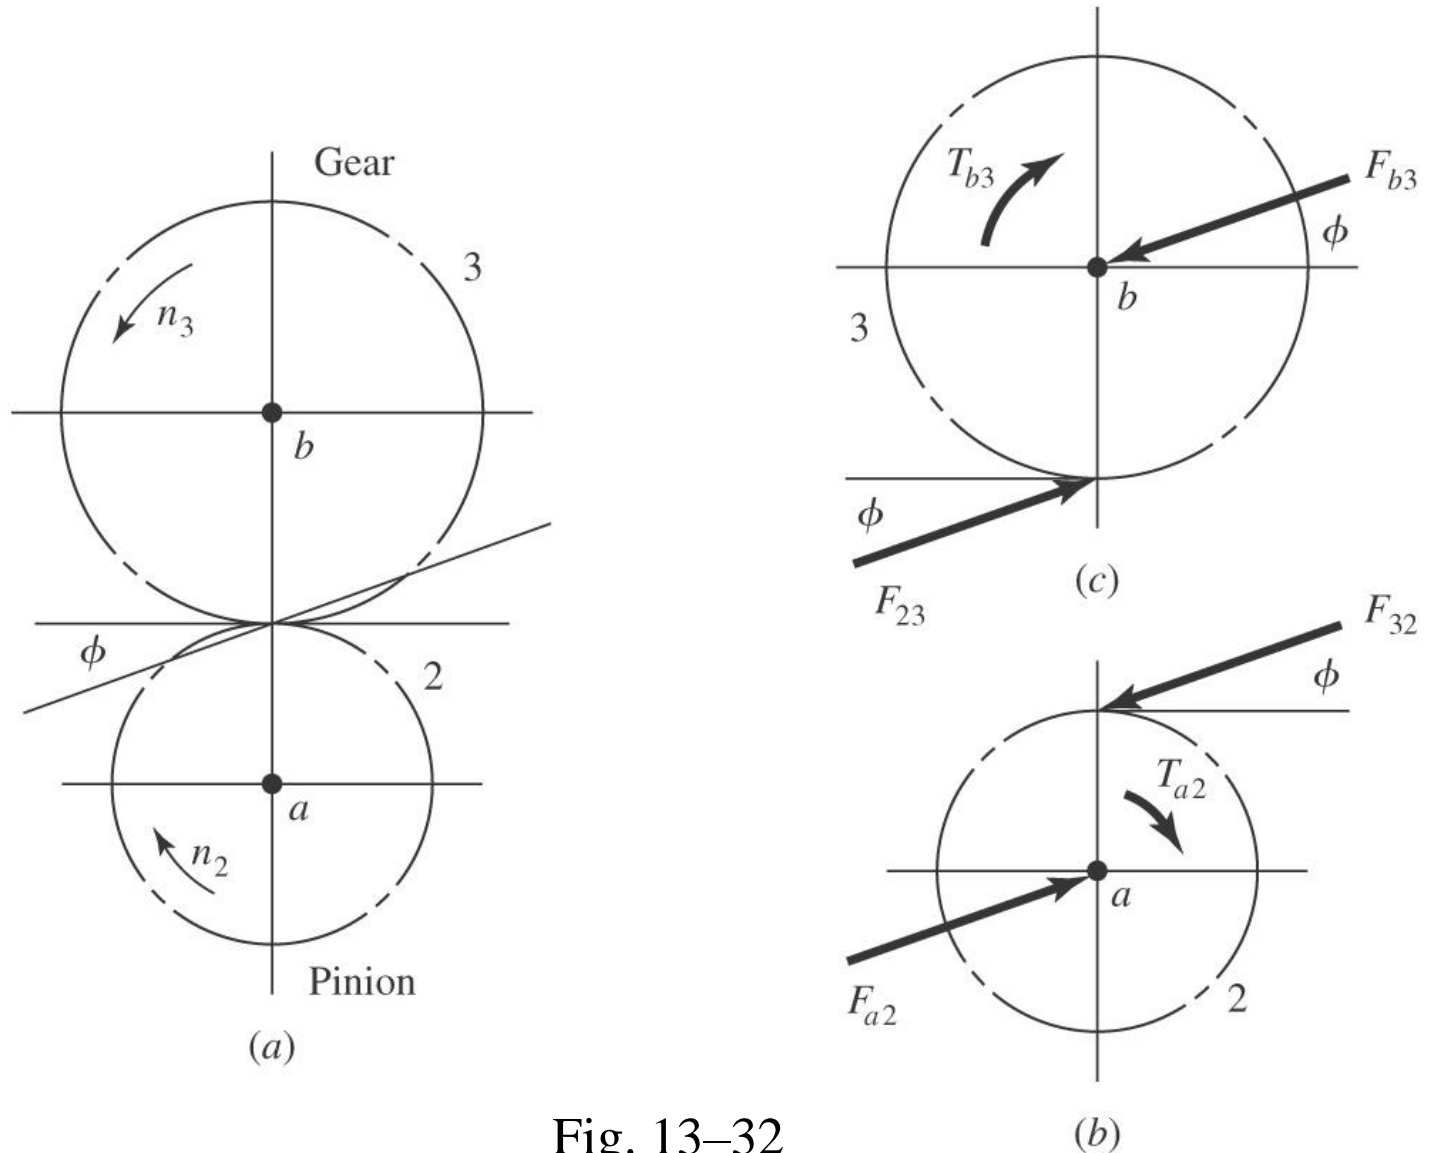 Gear
3
n3
b
ϕ
2
a
n2
Pinion
(a)
Tb3
Fb3
ϕ
b
3
ϕ
F23
(c)
F32
ϕ
Ta2
a
Fa2
2
(b)
Fig. 13–32